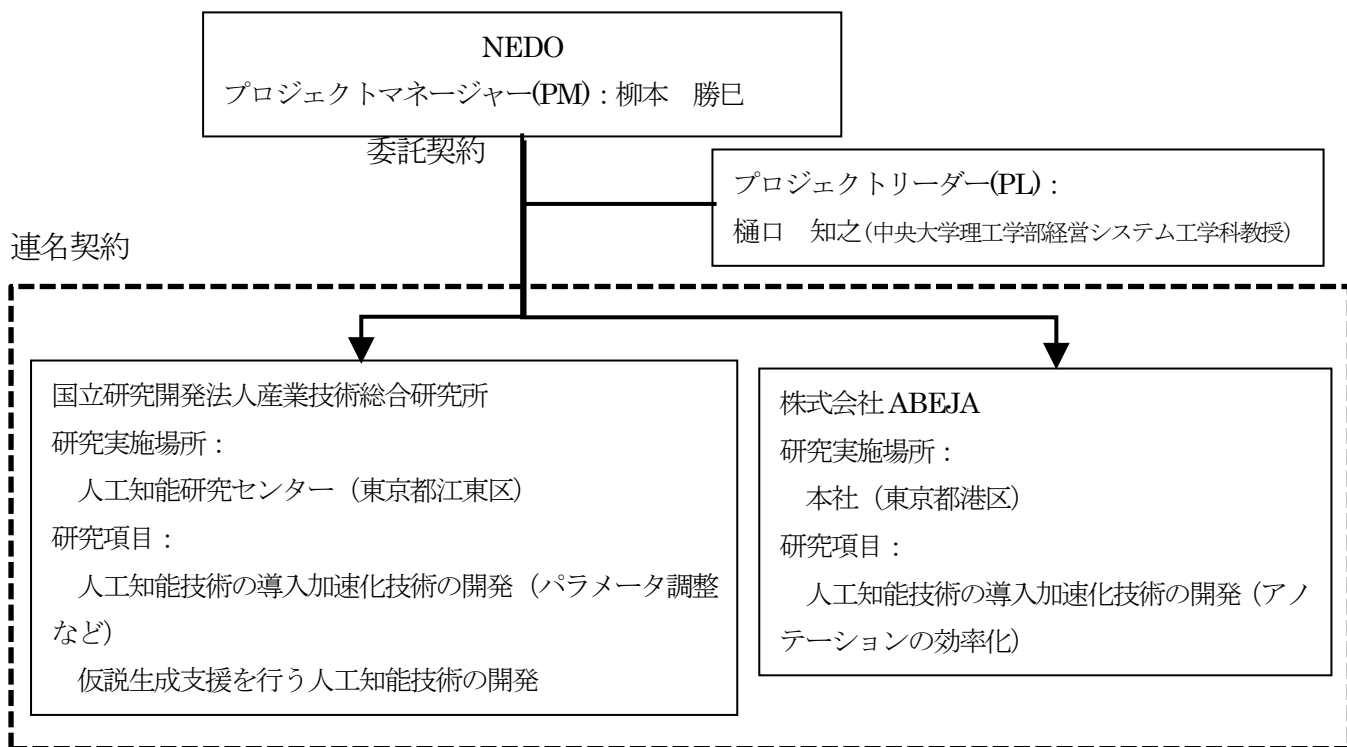 NEDO
プロジェクトマネージャー(PM)：柳本　勝巳
委託契約
プロジェクトリーダー(PL)：
樋口　知之(中央大学理工学部経営システム工学科教授)
連名契約
国立研究開発法人産業技術総合研究所
研究実施場所：
人工知能研究センター（東京都江東区）
研究項目：
人工知能技術の導入加速化技術の開発（パラメータ調整
など）
仮説生成支援を行う人工知能技術の開発
株式会社 ABEJA
研究実施場所：
本社（東京都港区）
研究項目：
人工知能技術の導入加速化技術の開発（アノ
テーションの効率化）